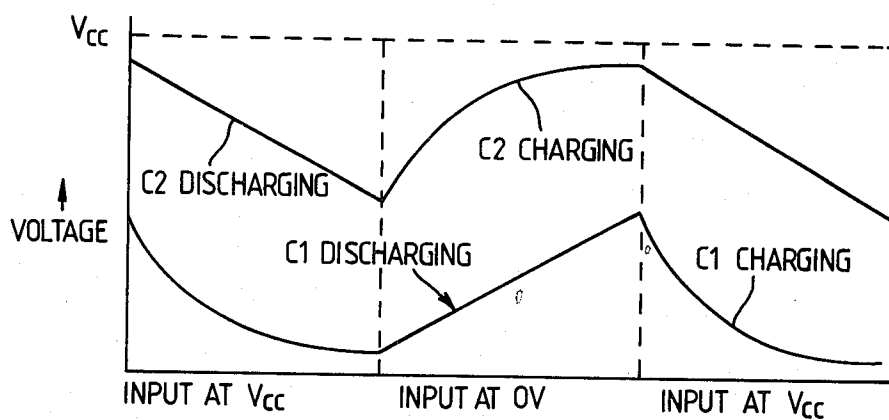 Vcc
C2 DISCHARGING
C2 CHARGING
VOLTAGE
C1 DISCHARGING
C1 CHARGING
INPUT AT Vcc
INPUT AT 0V
INPUT AT Vcc